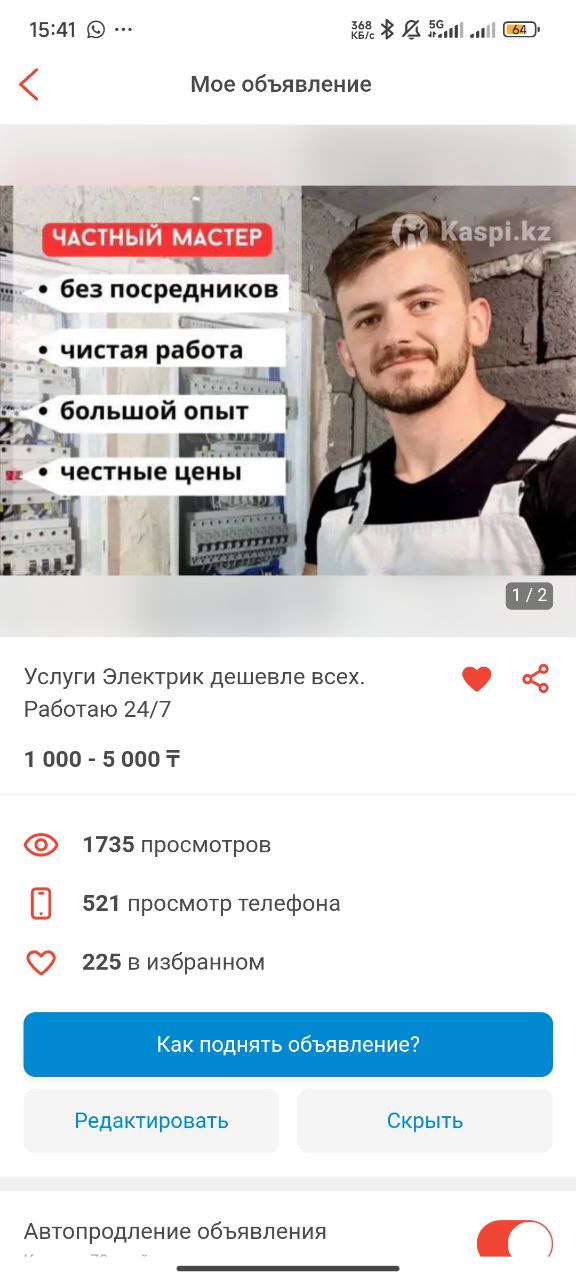 15:41
368
КБ/с
5G
64
Мое объявление
Kaspi.kz
ЧАСТНЫЙ МАСТЕР
• без посредников
• чистая работа
• большой опыт
• честные цены
1 / 2
Услуги Электрик дешевле всех.
Работаю 24/7
1 000 - 5 000 ₸
1735 просмотров
521 просмотр телефона
225 в избранном
Как поднять объявление?
Редактировать
Скрыть
Автопродление объявления